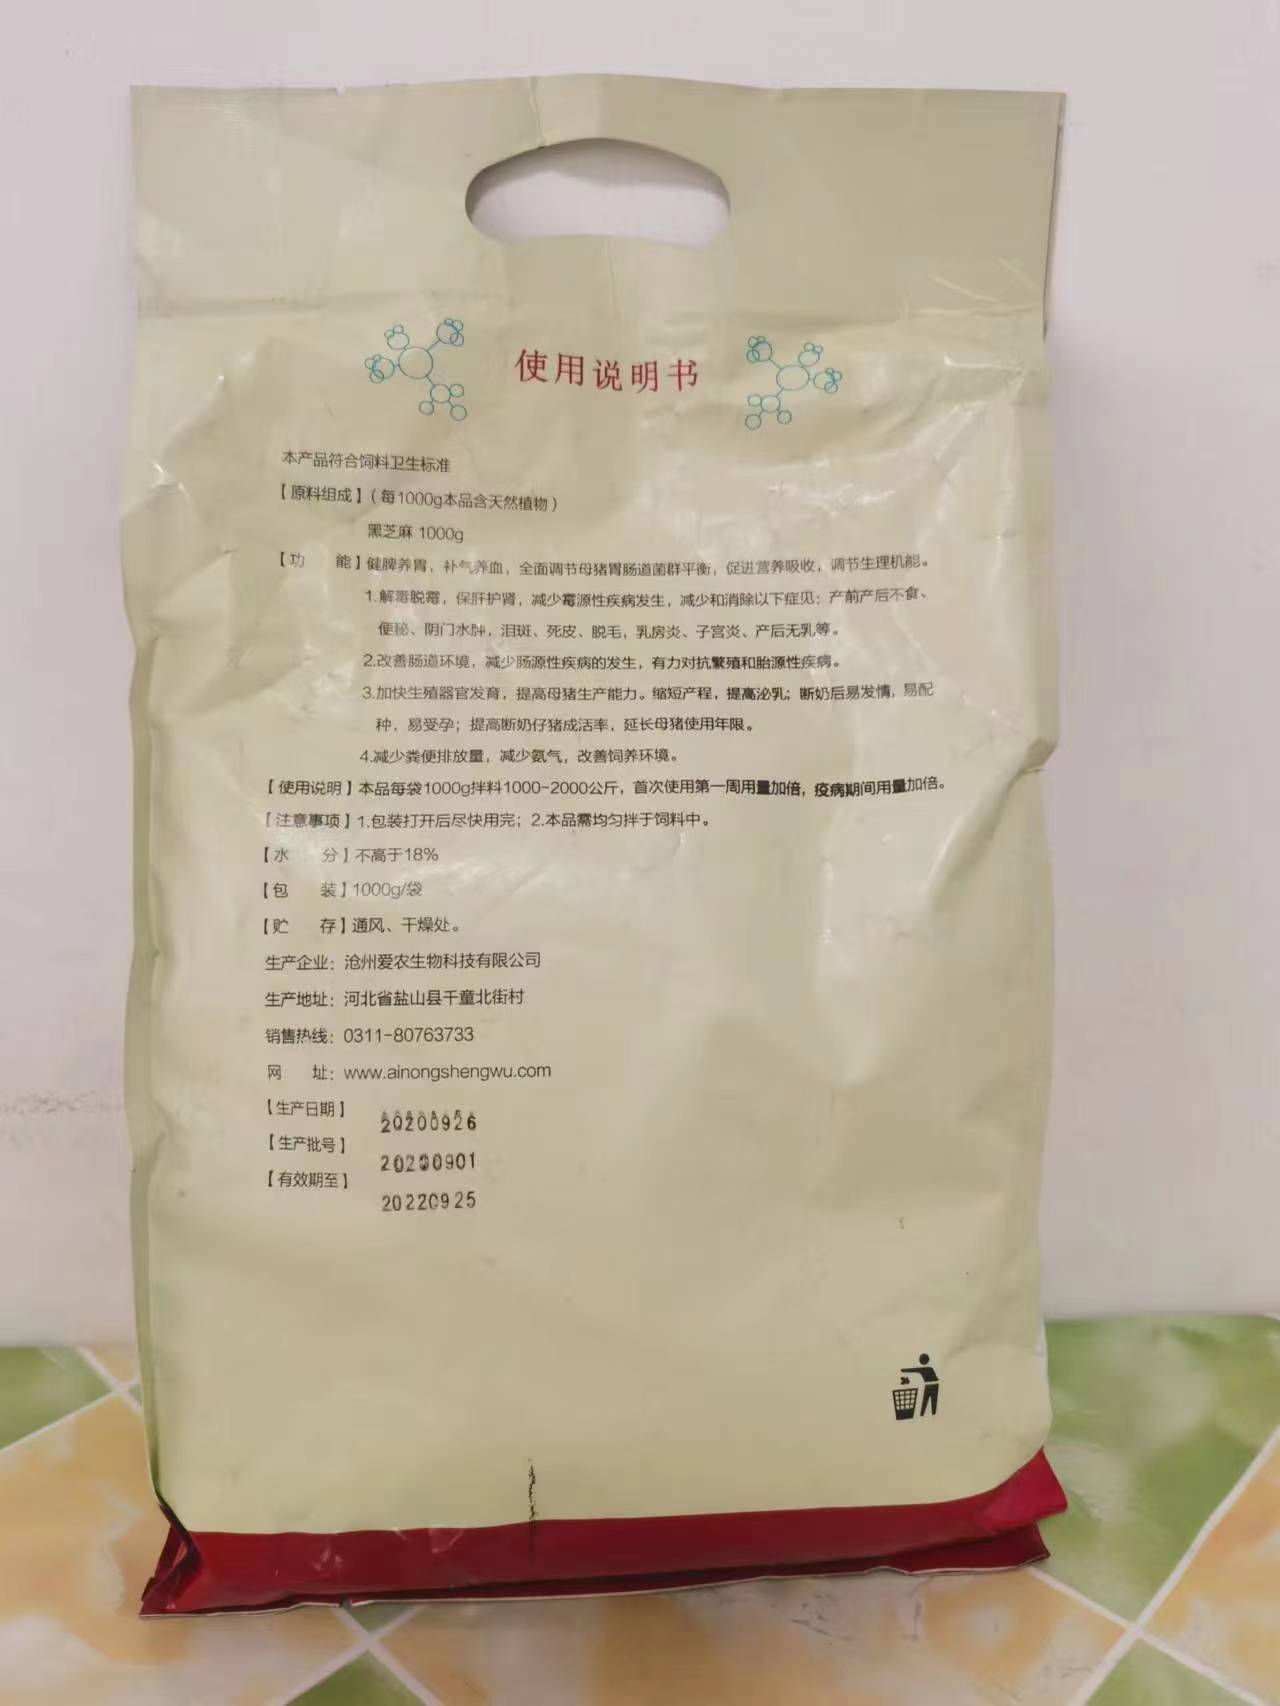 使用说明书
本产品符合饲料卫生标准
【原料组成】（每1000g本品含天然植物）
黑芝麻 1000g
【功 能】健脾养胃，补气养血，全面调节母猪胃肠道菌群平衡，促进营养吸收，调节生理机能。
1.解毒脱霉，保肝护肾，减少霉源性疾病发生，减少和消除以下症见：产前产后不食、
便秘、阴门水肿，泪斑、死皮、脱毛，乳房炎、子宫炎、产后无乳等。
2.改善肠道环境，减少肠源性疾病的发生，有力对抗繁殖和胎源性疾病。
3.加快生殖器官发育，提高母猪生产能力。缩短产程，提高泌乳；断奶后易发情，易配
种，易受孕；提高断奶仔猪成活率，延长母猪使用年限。
4.减少粪便排放量，减少氨气，改善饲养环境。
【使用说明】本品每袋1000g拌料1000-2000公斤，首次使用第一周用量加倍，疫病期间用量加倍。
【注意事项】1.包装打开后尽快用完；2.本品需均匀拌于饲料中。
【水 分】不高于18%
【包 装】1000g/袋
【贮 存】通风、干燥处。
生产企业：沧州爱农生物科技有限公司
生产地址：河北省盐山县千童北街村
销售热线：0311-80763733
网 址：www.ainongshengwu.com
【生产日期】 20200926
【生产批号】 20200901
【有效期至】 20220925